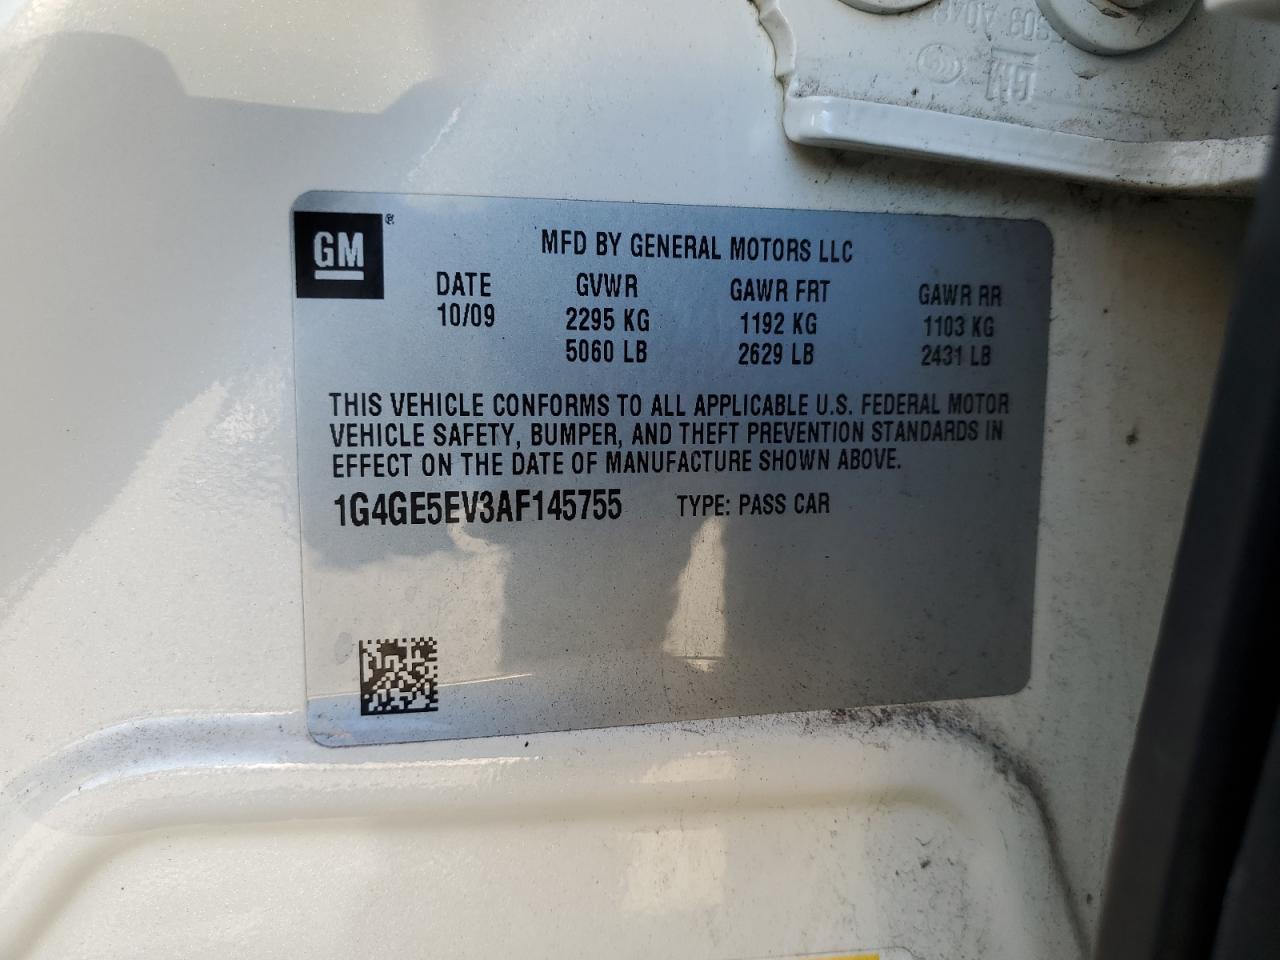 GM ®
MFD BY GENERAL MOTORS LLC
DATE GVWR GAWR FRT GAWR RR
10/09 2295 KG 1192 KG 1103 KG
5060 LB 2629 LB 2431 LB
THIS VEHICLE CONFORMS TO ALL APPLICABLE U.S. FEDERAL MOTOR
VEHICLE SAFETY, BUMPER, AND THEFT PREVENTION STANDARDS IN
EFFECT ON THE DATE OF MANUFACTURE SHOWN ABOVE.
1G4GE5EV3AF145755 TYPE: PASS CAR
GM